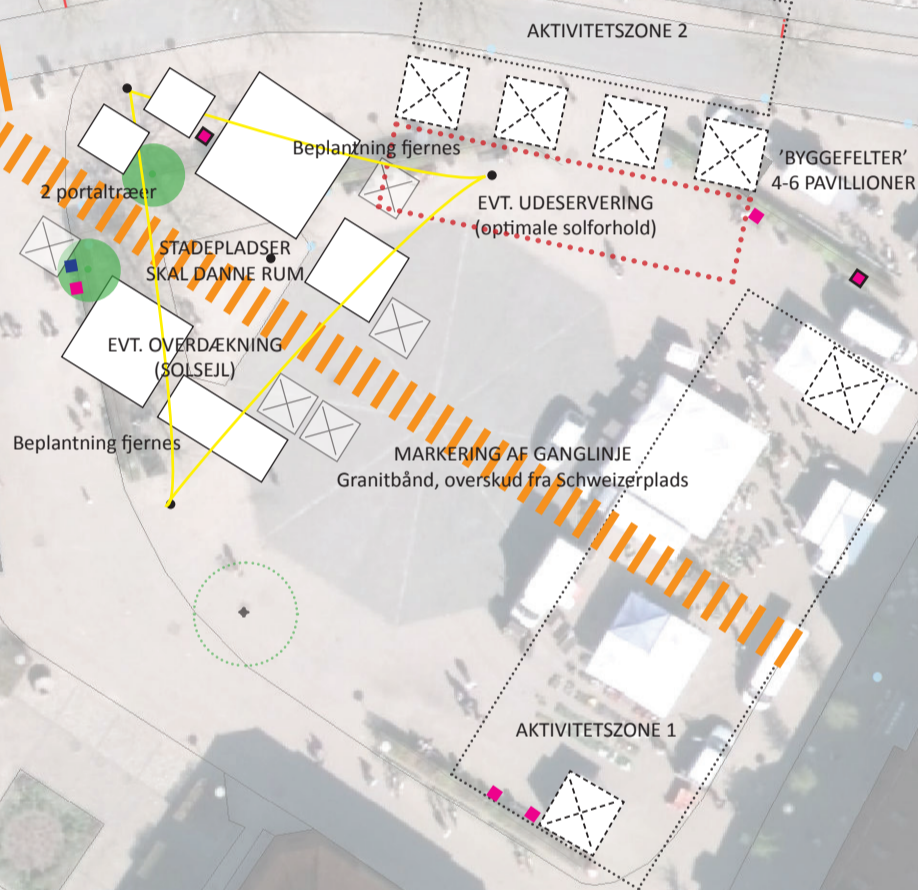 AKTIVITETSZONE 2
Beplantning fjernes
'BYGGEFELTER'
4-6 PAVILLIONER
2 portaltræer
EVT. UDESERVERING
(optimale solforhold)
STADEPLADSER
SKAL DANNE RUM
EVT. OVERDÆKNING
(SOLSEJL)
Beplantning fjernes
MARKERING AF GANGLINJE
Granitbånd, overskud fra Schweizerplads
AKTIVITETSZONE 1